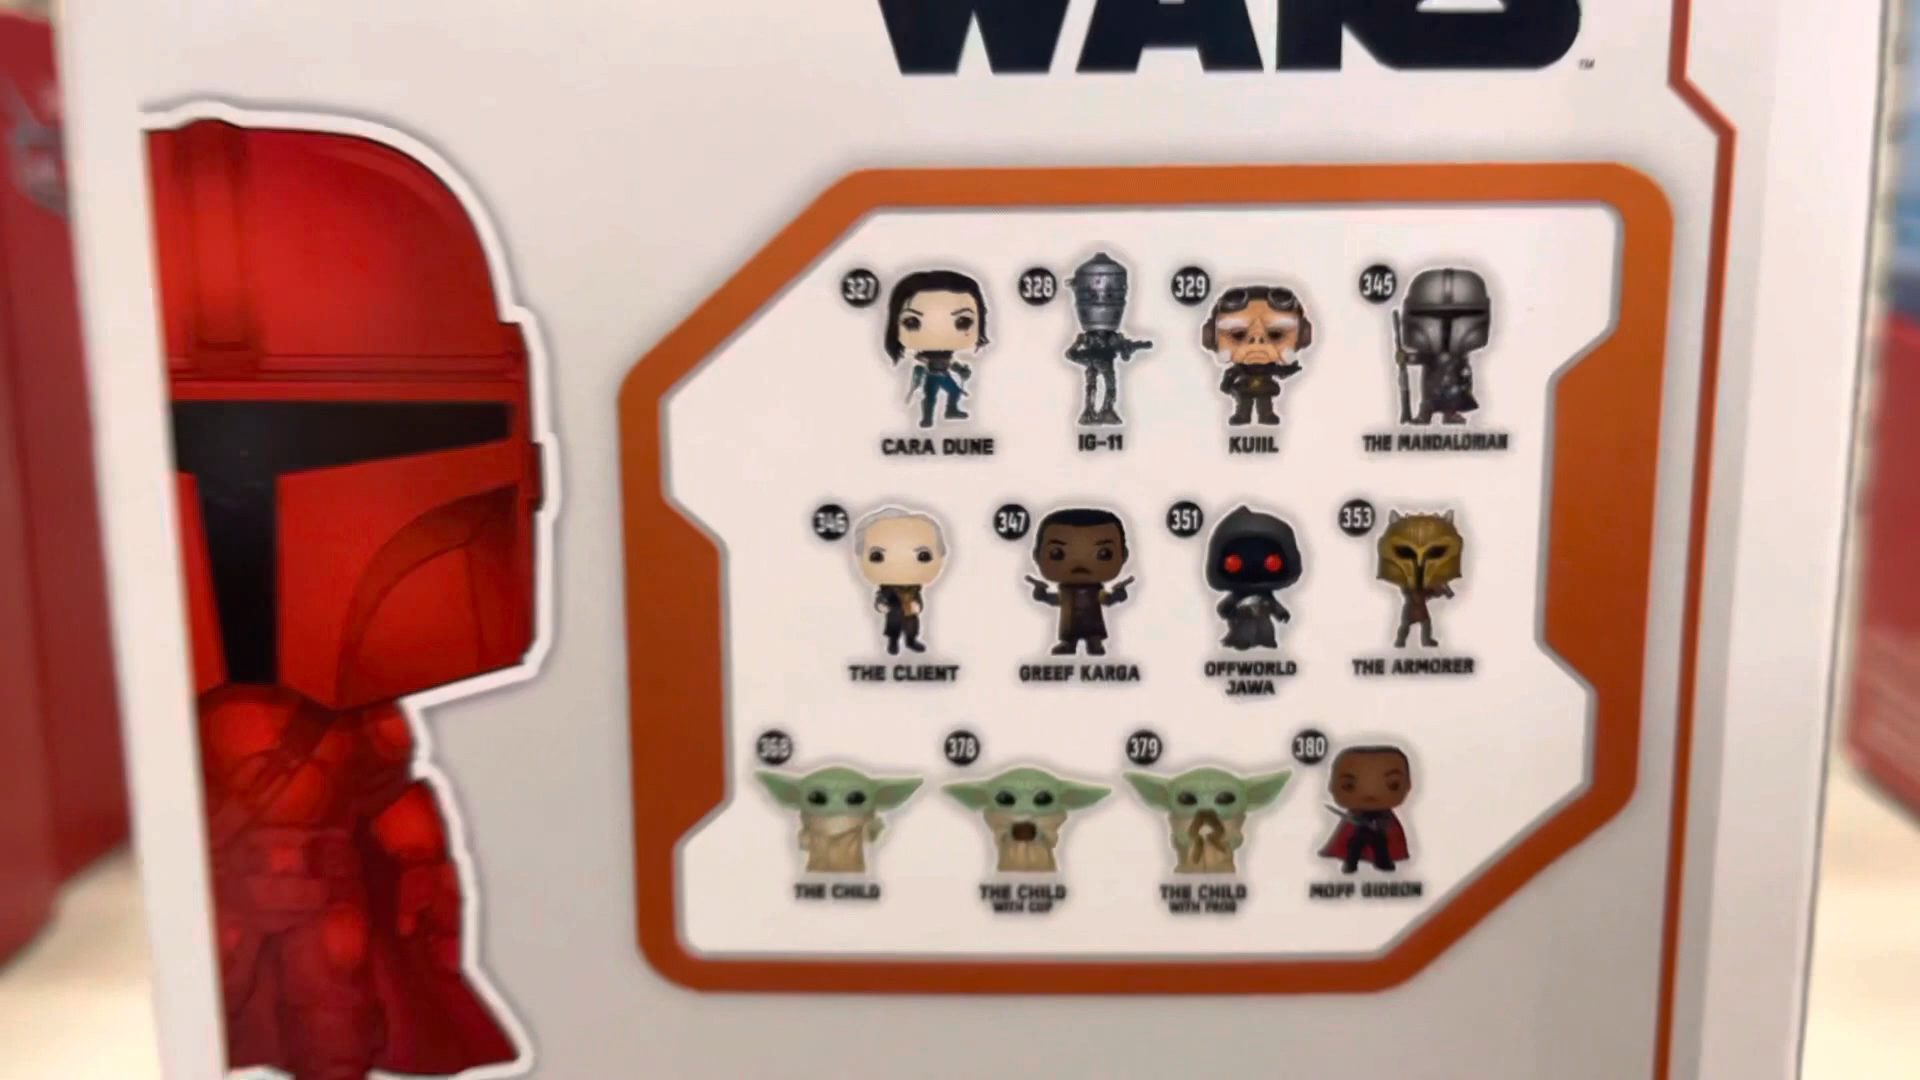 WARS
™
327 328 329 345
CARA DUNE IG-11 KUIIL THE MANDALORIAN
346 347 351 353
THE CLIENT GREEF KARGA OFFWORLD THE ARMORER
JAWA
368 378 379 380
THE CHILD THE CHILD THE CHILD MOFF GIDEON
WITH CUP WITH FROG